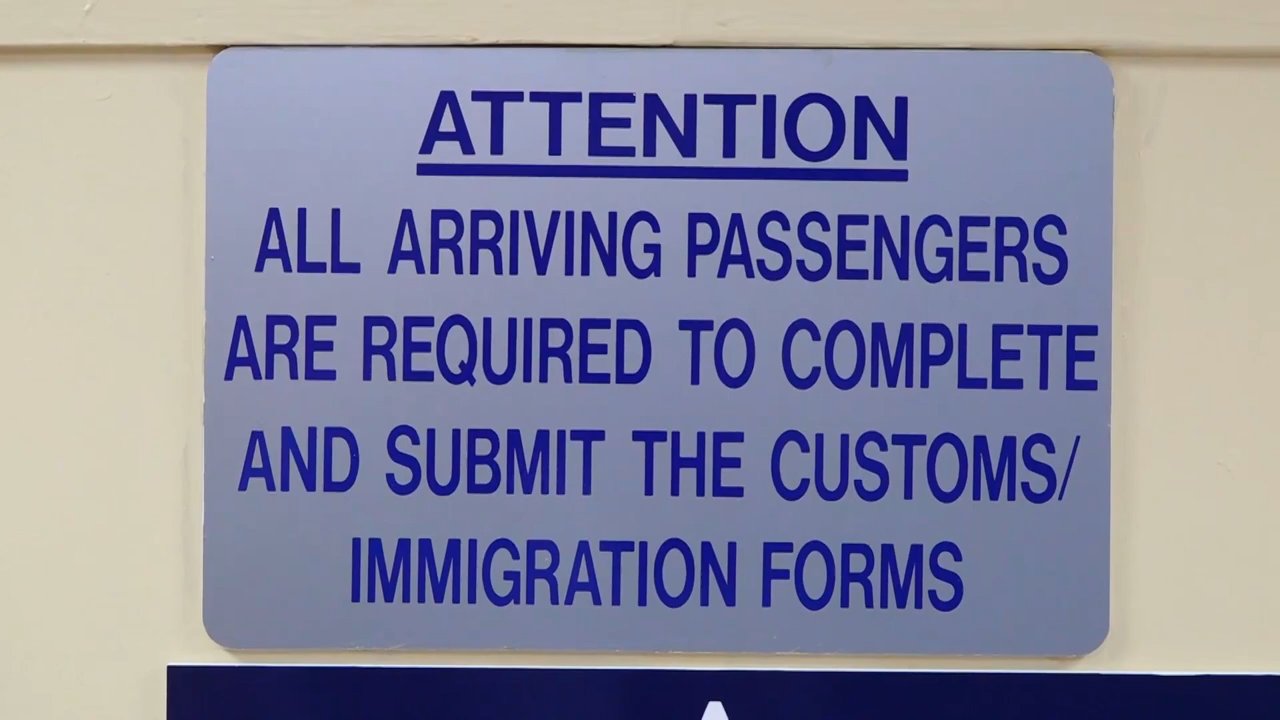 ATTENTION
ALL ARRIVING PASSENGERS
ARE REQUIRED TO COMPLETE
AND SUBMIT THE CUSTOMS/
IMMIGRATION FORMS